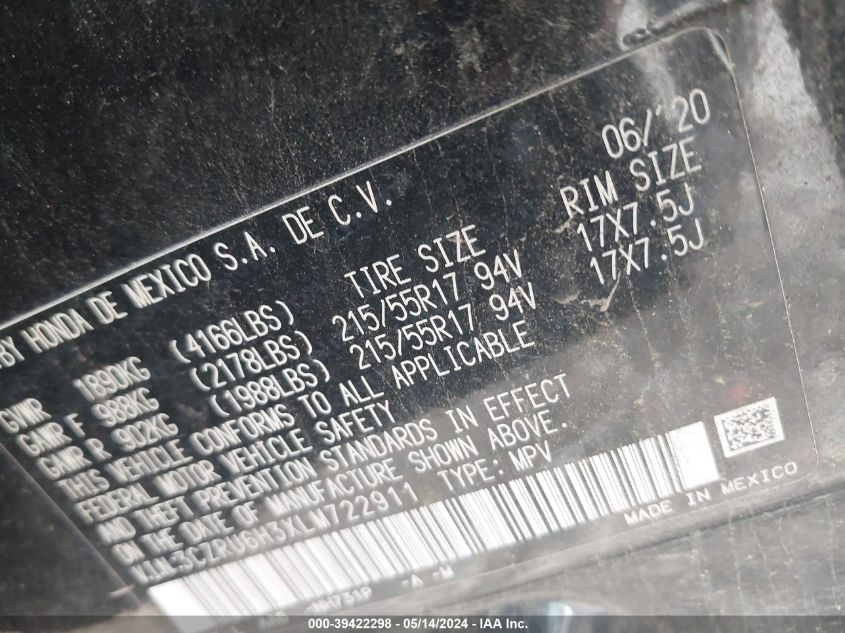 BY HONDA DE MEXICO S.A. DE C.V. 06/'20
TIRE SIZE RIM SIZE
GVWR 1890KG (4166LBS) 215/55R17 94V 17X7.5J
GAWR F 988KG (2178LBS) 215/55R17 94V 17X7.5J
GAWR R 902KG (1988LBS)
THIS VEHICLE CONFORMS TO ALL APPLICABLE
FEDERAL MOTOR VEHICLE SAFETY
AND THEFT PREVENTION STANDARDS IN EFFECT
ON THE DATE OF MANUFACTURE SHOWN ABOVE.
3CZRU6H3XLM722911 TYPE: MPV
MADE IN MEXICO
-A -M
000-39422298 - 05/14/2024 - IAA Inc.